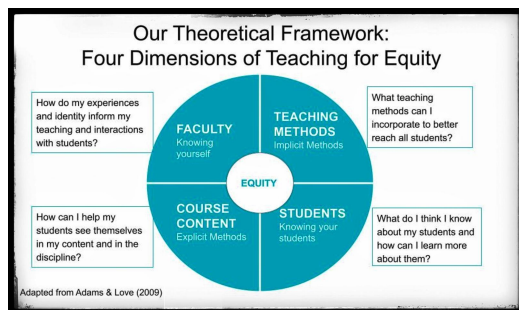 Our Theoretical Framework:
Four Dimensions of Teaching for Equity
How do my experiences
and identity inform my
teaching and interactions
with students?
FACULTY
Knowing
yourself
TEACHING
METHODS
Implicit Methods
What teaching
methods can I
incorporate to better
reach all students?
EQUITY
How can I help my
students see themselves
in my content and in the
discipline?
COURSE
CONTENT
Explicit Methods
STUDENTS
Knowing your
students
What do I think I know
about my students and
how can I learn more
about them?
Adapted from Adams & Love (2009)